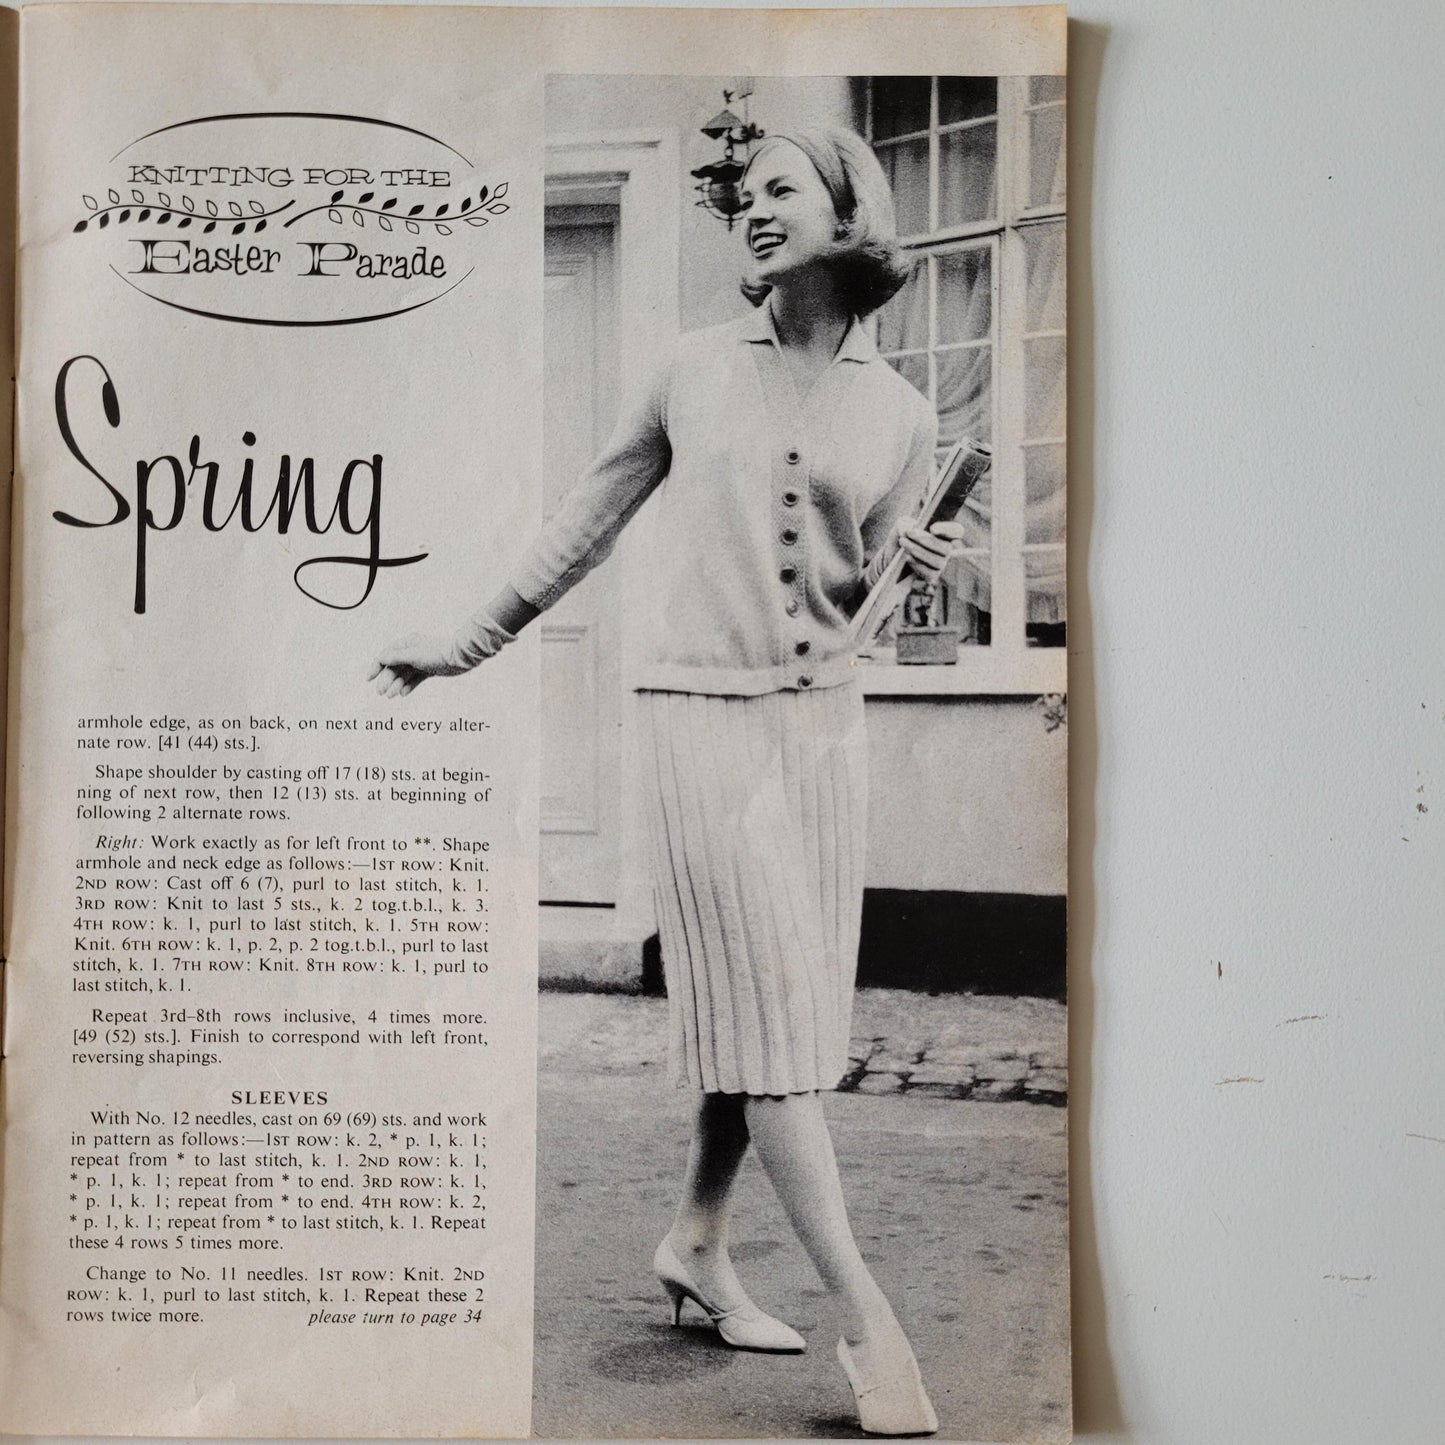 KNITTING FOR THE
Easter Parade
Spring
armhole edge, as on back, on next and every alter-
nate row. [41 (44) sts.].
Shape shoulder by casting off 17 (18) sts. at begin-
ning of next row, then 12 (13) sts. at beginning of
following 2 alternate rows.
Right: Work exactly as for left front to **. Shape
armhole and neck edge as follows:—1ST ROW: Knit.
2ND ROW: Cast off 6 (7), purl to last stitch, k. 1.
3RD ROW: Knit to last 5 sts., k. 2 tog.t.b.l., k. 3.
4TH ROW: k. 1, purl to last stitch, k. 1. 5TH ROW:
Knit. 6TH ROW: k. 1, p. 2, p. 2 tog.t.b.l., purl to last
stitch, k. 1. 7TH ROW: Knit. 8TH ROW: k. 1, purl to
last stitch, k. 1.
Repeat 3rd–8th rows inclusive, 4 times more.
[49 (52) sts.]. Finish to correspond with left front,
reversing shapings.
SLEEVES
With No. 12 needles, cast on 69 (69) sts. and work
in pattern as follows:—1ST ROW: k. 2, * p. 1, k. 1;
repeat from * to last stitch, k. 1. 2ND ROW: k. 1,
* p. 1, k. 1; repeat from * to end. 3RD ROW: k. 1,
* p. 1, k. 1; repeat from * to end. 4TH ROW: k. 2,
* p. 1, k. 1; repeat from * to last stitch, k. 1. Repeat
these 4 rows 5 times more.
Change to No. 11 needles. 1ST ROW: Knit. 2ND
ROW: k. 1, purl to last stitch, k. 1. Repeat these 2
rows twice more. please turn to page 34